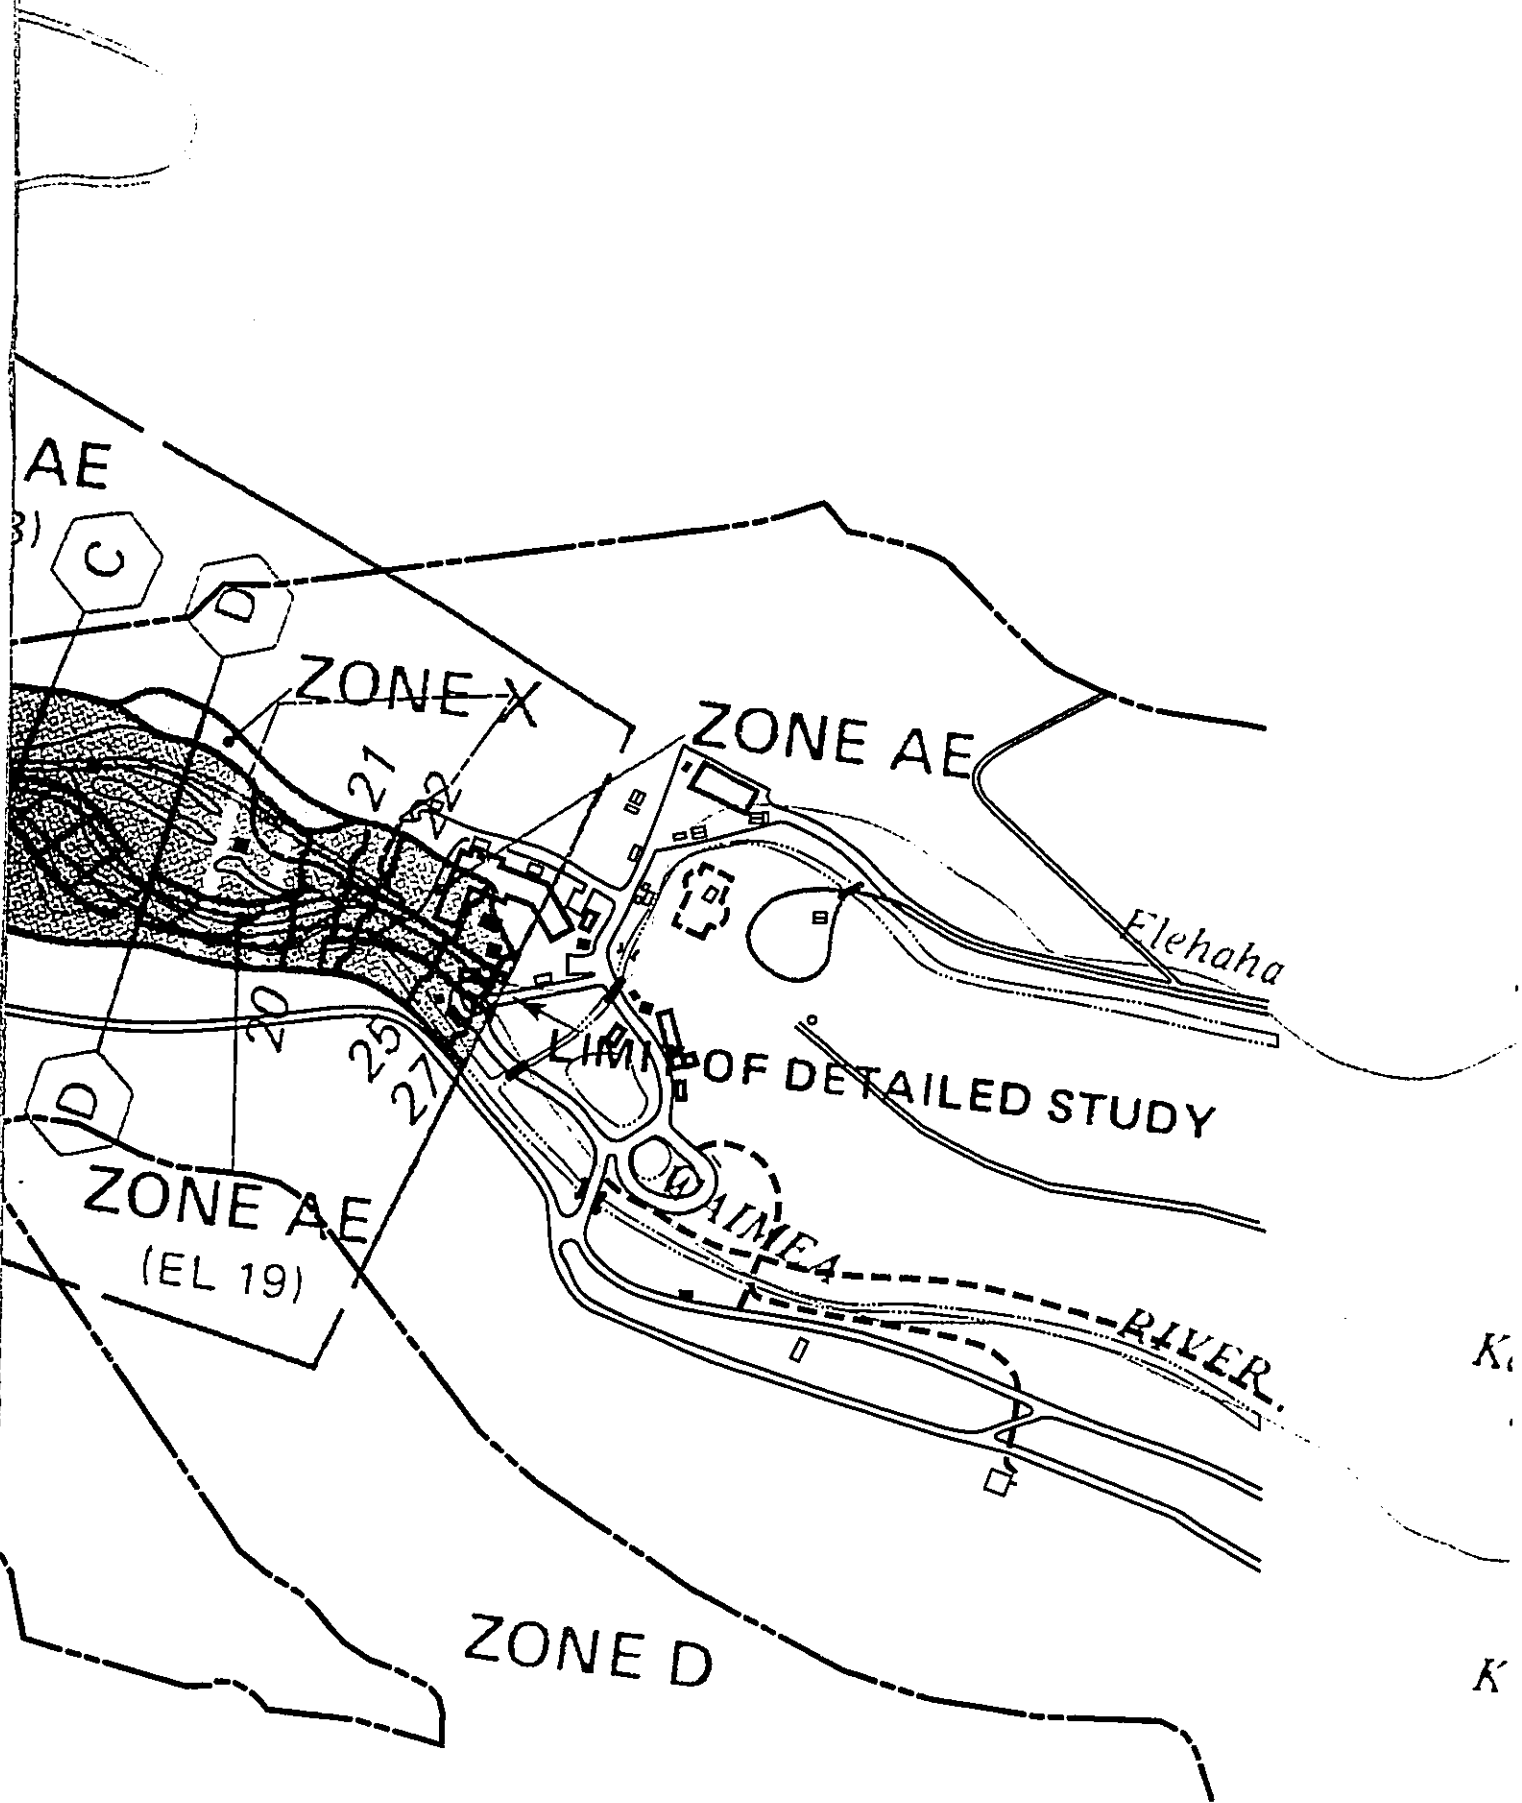 AE
3)
C
D
ZONE X
ZONE AE
21
22
Elehaha
20
25
27
LIMIT OF DETAILED STUDY
D
ZONE AE
(EL 19)
WAIMEA
RIVER
ZONE D
K